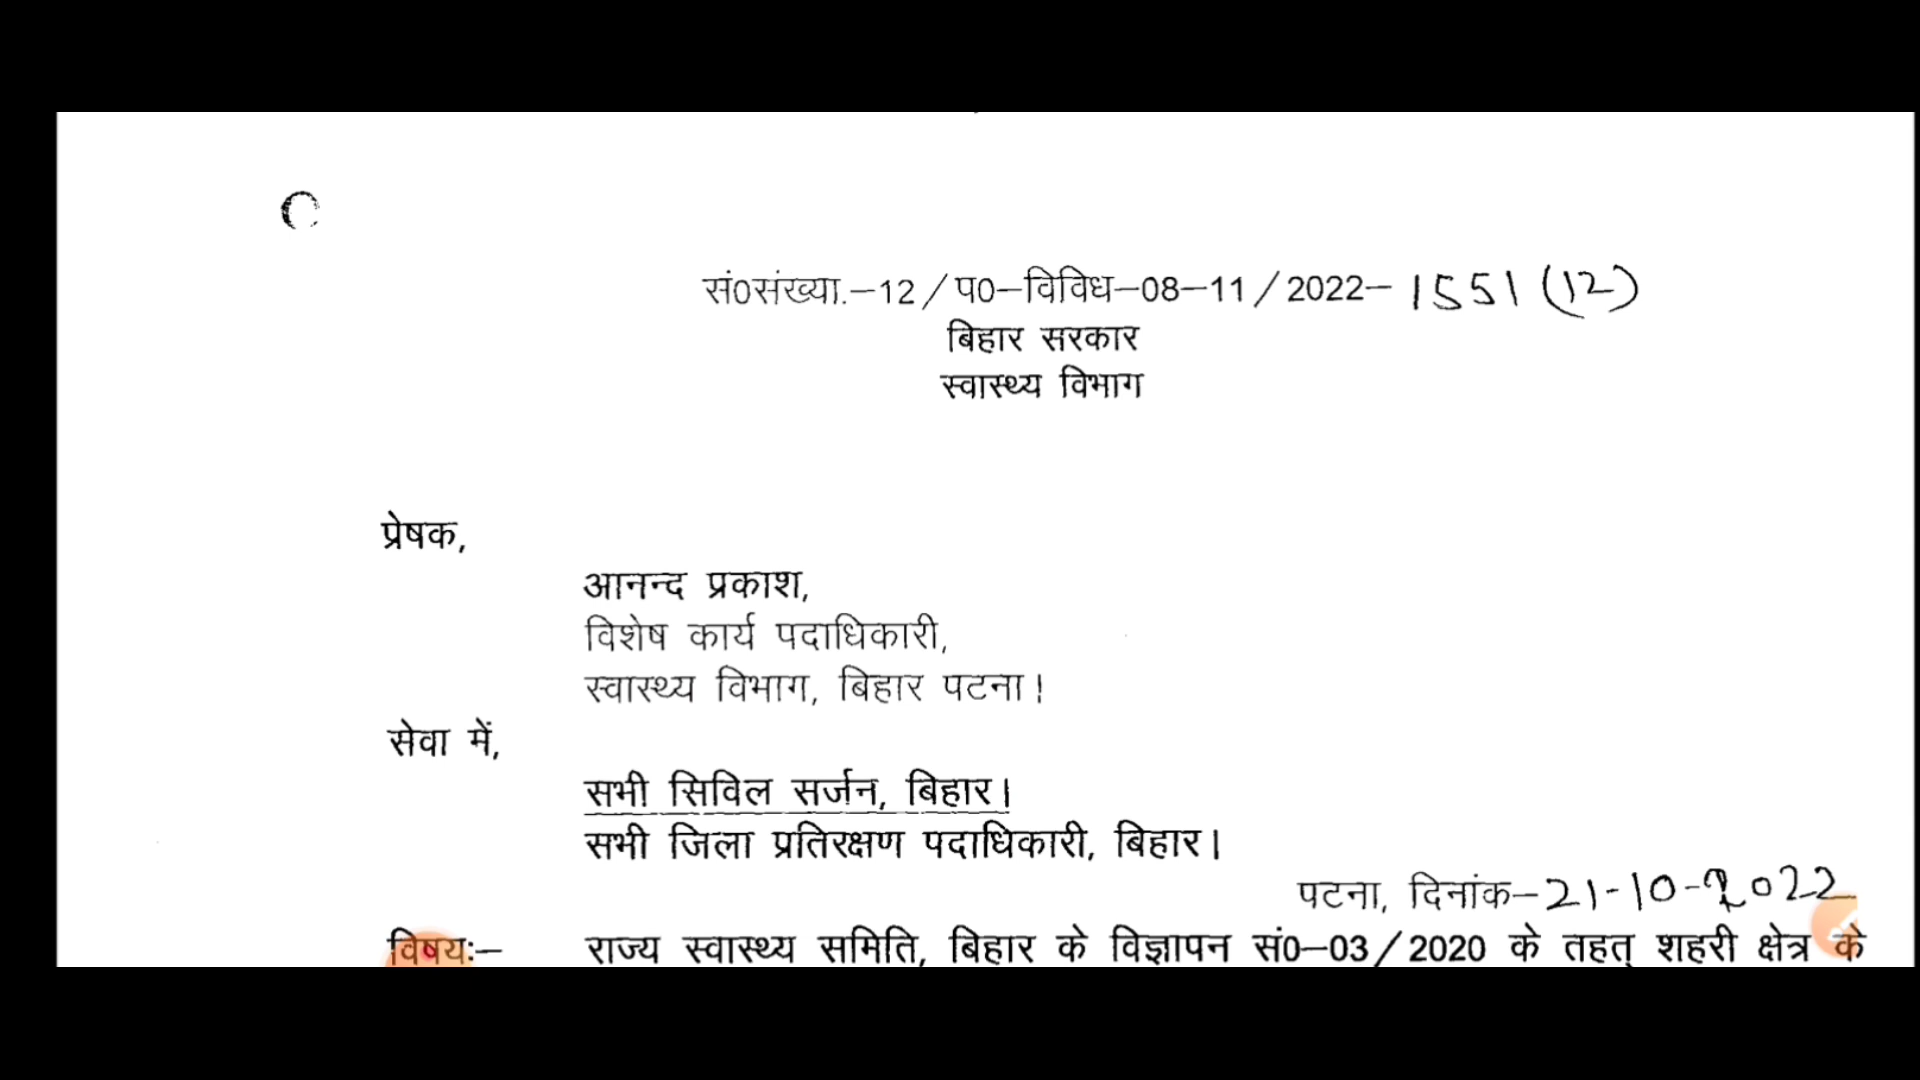 सं0संख्या.–12/प0–विविध–08–11/2022– 1551(12)
बिहार सरकार
स्वास्थ्य विभाग
प्रेषक,
आनन्द प्रकाश,
विशेष कार्य पदाधिकारी,
स्वास्थ्य विभाग, बिहार पटना।
सेवा में,
सभी सिविल सर्जन, बिहार।
सभी जिला प्रतिरक्षण पदाधिकारी, बिहार।
पटना, दिनांक–21-10-2022
विषयः– राज्य स्वास्थ्य समिति, बिहार के विज्ञापन सं0–03/2020 के तहत् शहरी क्षेत्र के